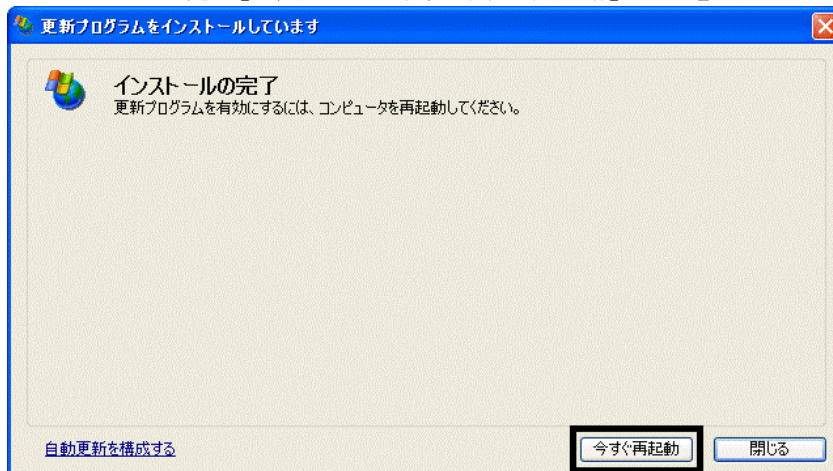 更新プログラムをインストールしています
インストールの完了
更新プログラムを有効にするには、コンピュータを再起動してください。
自動更新を構成する
今すぐ再起動
閉じる